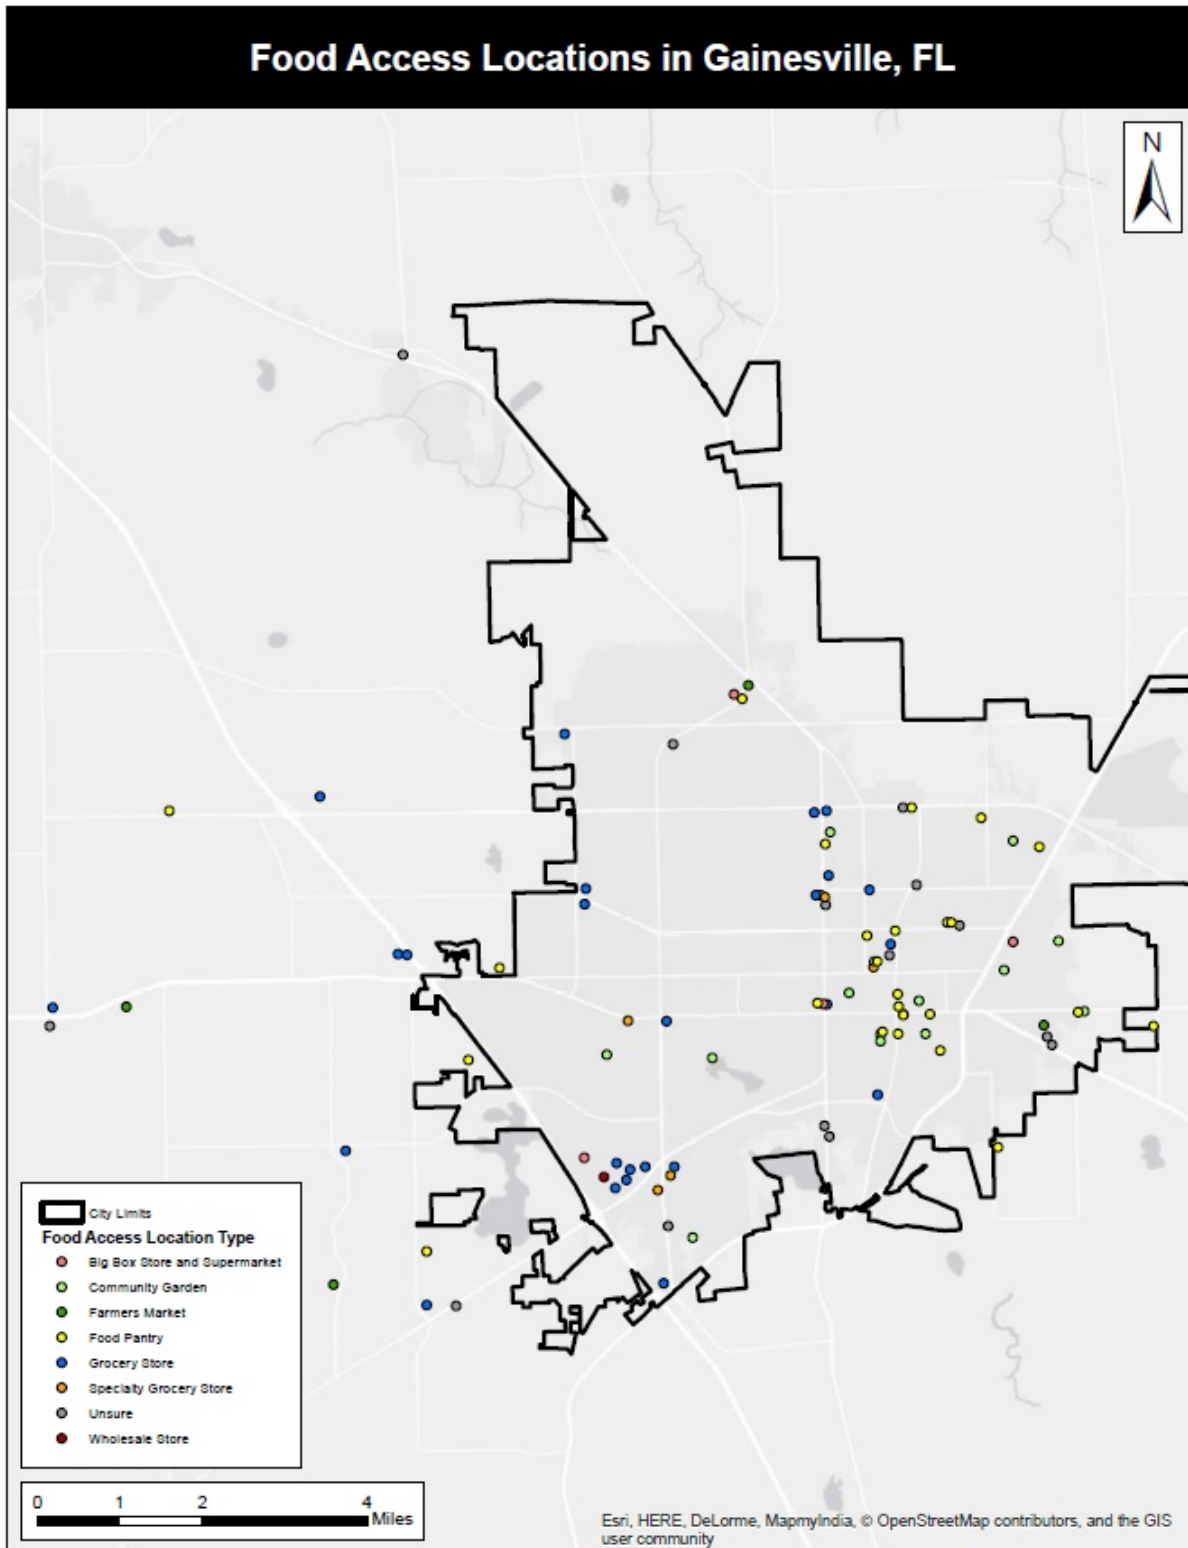 Food Access Locations in Gainesville, FL
N
City Limits
Food Access Location Type
Big Box Store and Supermarket
Community Garden
Farmers Market
Food Pantry
Grocery Store
Specialty Grocery Store
Unsure
Wholesale Store
0 1 2 4
Miles
Esri, HERE, DeLorme, MapmyIndia, © OpenStreetMap contributors, and the GIS
user community